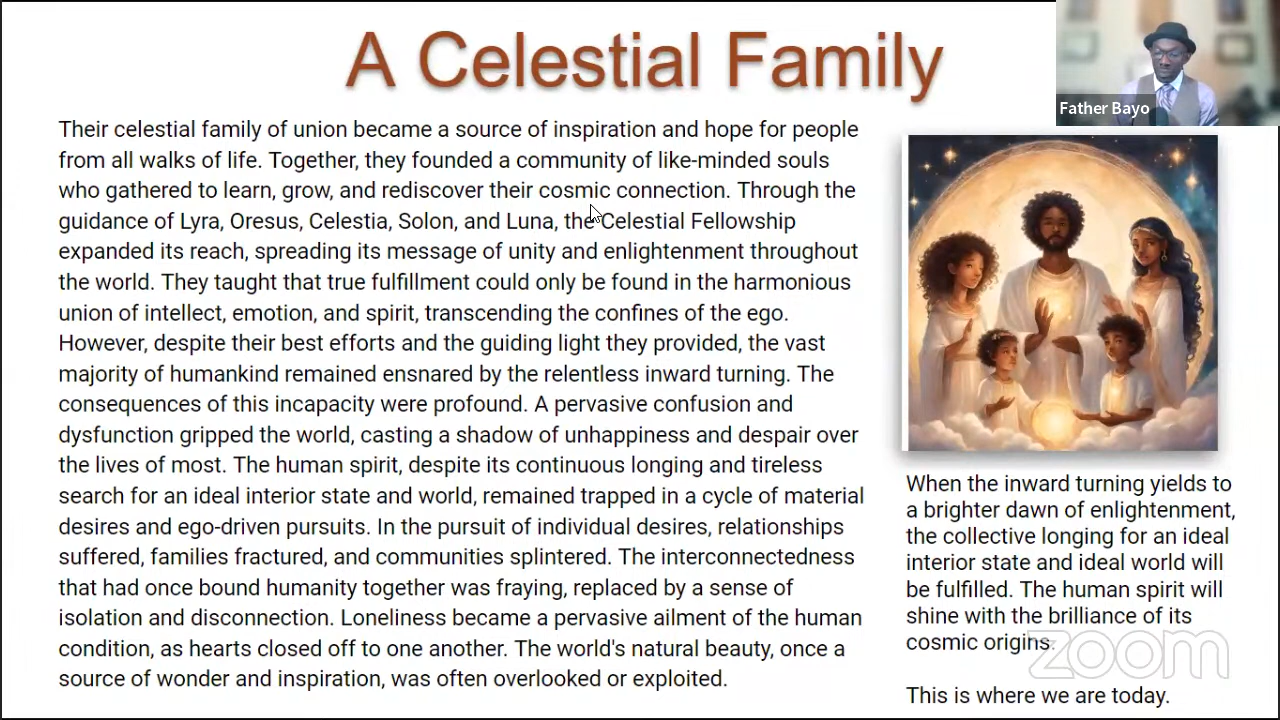 A Celestial Family
Father Bayo
Their celestial family of union became a source of inspiration and hope for people
from all walks of life. Together, they founded a community of like-minded souls
who gathered to learn, grow, and rediscover their cosmic connection. Through the
guidance of Lyra, Oresus, Celestia, Solon, and Luna, the Celestial Fellowship
expanded its reach, spreading its message of unity and enlightenment throughout
the world. They taught that true fulfillment could only be found in the harmonious
union of intellect, emotion, and spirit, transcending the confines of the ego.
However, despite their best efforts and the guiding light they provided, the vast
majority of humankind remained ensnared by the relentless inward turning. The
consequences of this incapacity were profound. A pervasive confusion and
dysfunction gripped the world, casting a shadow of unhappiness and despair over
the lives of most. The human spirit, despite its continuous longing and tireless
search for an ideal interior state and world, remained trapped in a cycle of material
desires and ego-driven pursuits. In the pursuit of individual desires, relationships
suffered, families fractured, and communities splintered. The interconnectedness
that had once bound humanity together was fraying, replaced by a sense of
isolation and disconnection. Loneliness became a pervasive ailment of the human
condition, as hearts closed off to one another. The world's natural beauty, once a
source of wonder and inspiration, was often overlooked or exploited.
When the inward turning yields to
a brighter dawn of enlightenment,
the collective longing for an ideal
interior state and ideal world will
be fulfilled. The human spirit will
shine with the brilliance of its
cosmic origins.
zoom
This is where we are today.